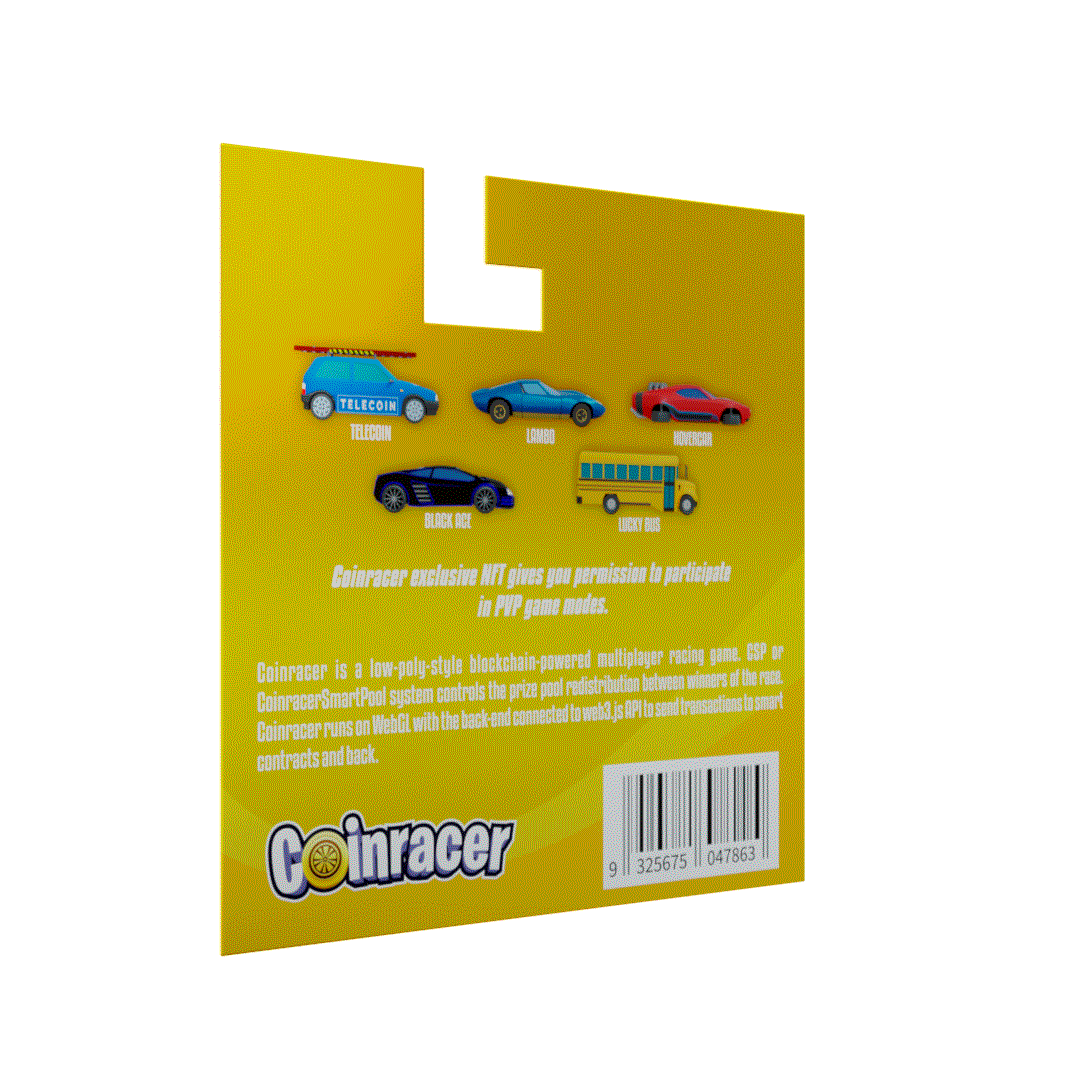 TELECOIN
TELECOIN
LAMBO
HOVERCAR
BLACK ACE
LUCKY BUS
Coinracer exclusive NFT gives you permission to participate
in PVP game modes.
Coinracer is a low-poly-style blockchain-powered multiplayer racing game. CSP or
CoinracerSmartPool system controls the prize pool redistribution between winners of the race.
Coinracer runs on WebGL with the back-end connected to web3.js API to send transactions to smart
contracts and back.
Coinracer
9 325675 047863